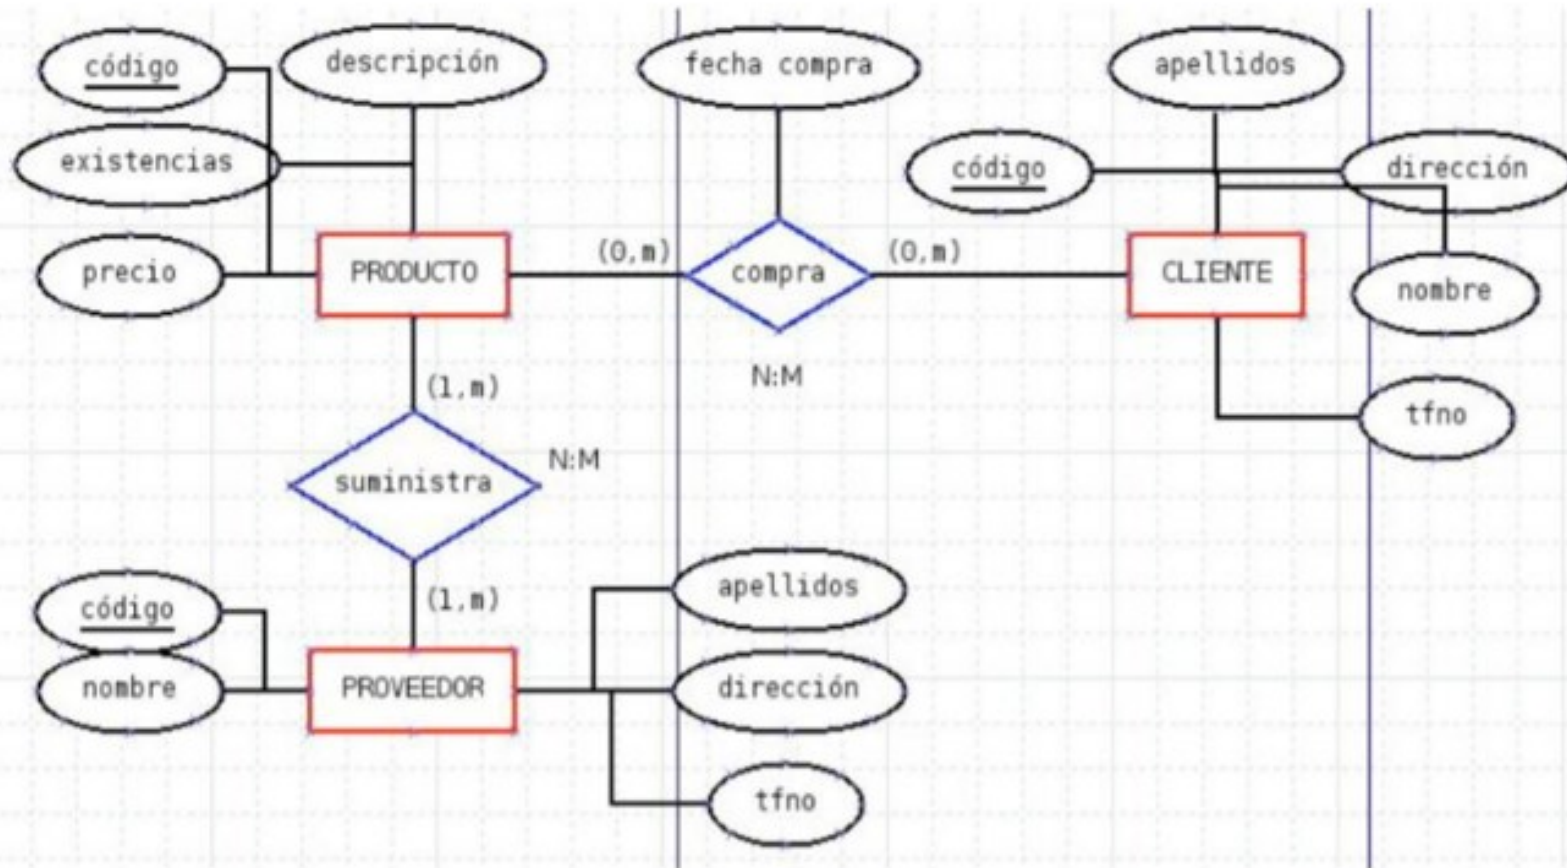 código
descripción
fecha compra
apellidos
existencias
código
dirección
precio
PRODUCTO
(0,m)
compra
(0,m)
CLIENTE
nombre
(1,m)
N:M
tfno
suministra
N:M
código
(1,m)
apellidos
nombre
PROVEEDOR
dirección
tfno